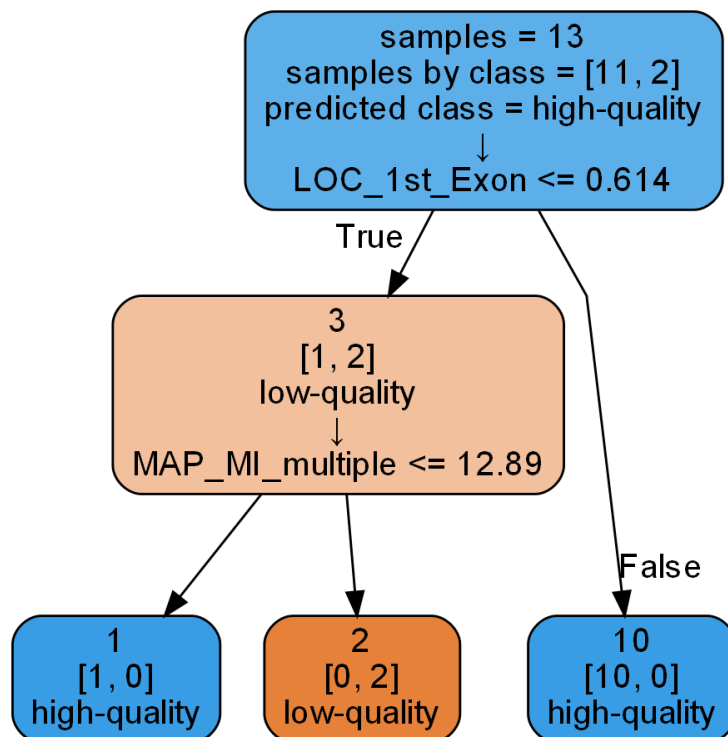 samples = 13
samples by class = [11, 2]
predicted class = high-quality
↓
LOC_1st_Exon <= 0.614
True
3
[1, 2]
low-quality
↓
MAP_MI_multiple <= 12.89
False
1
[1, 0]
high-quality
2
[0, 2]
low-quality
10
[10, 0]
high-quality